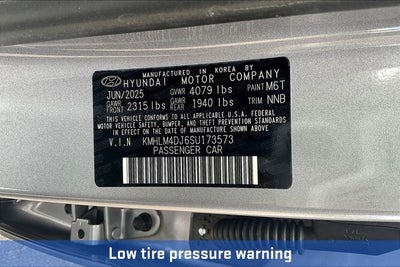 MANUFACTURED IN KOREA BY
HYUNDAI MOTOR COMPANY
JUN/2025 GVWR 4079 lbs PAINT M6T
GAWR FRONT 2315 lbs GAWR REAR 1940 lbs TRIM NNB
THIS VEHICLE CONFORMS TO ALL APPLICABLE U.S. FEDERAL
MOTOR VEHICLE SAFETY, BUMPER, AND THEFT PREVENTION
STANDARDS IN EFFECT ON THE DATE OF MANUFACTURE SHOWN ABOVE.
V.I.N KMHLM4DJ6SU173573
PASSENGER CAR
Low tire pressure warning